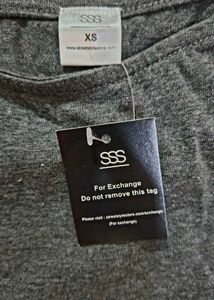 SSS
XS
www.streetstylestore.com
SSS
For Exchange
Do not remove this tag
Please visit : streetstylestore.com/exchange
(For exchange)